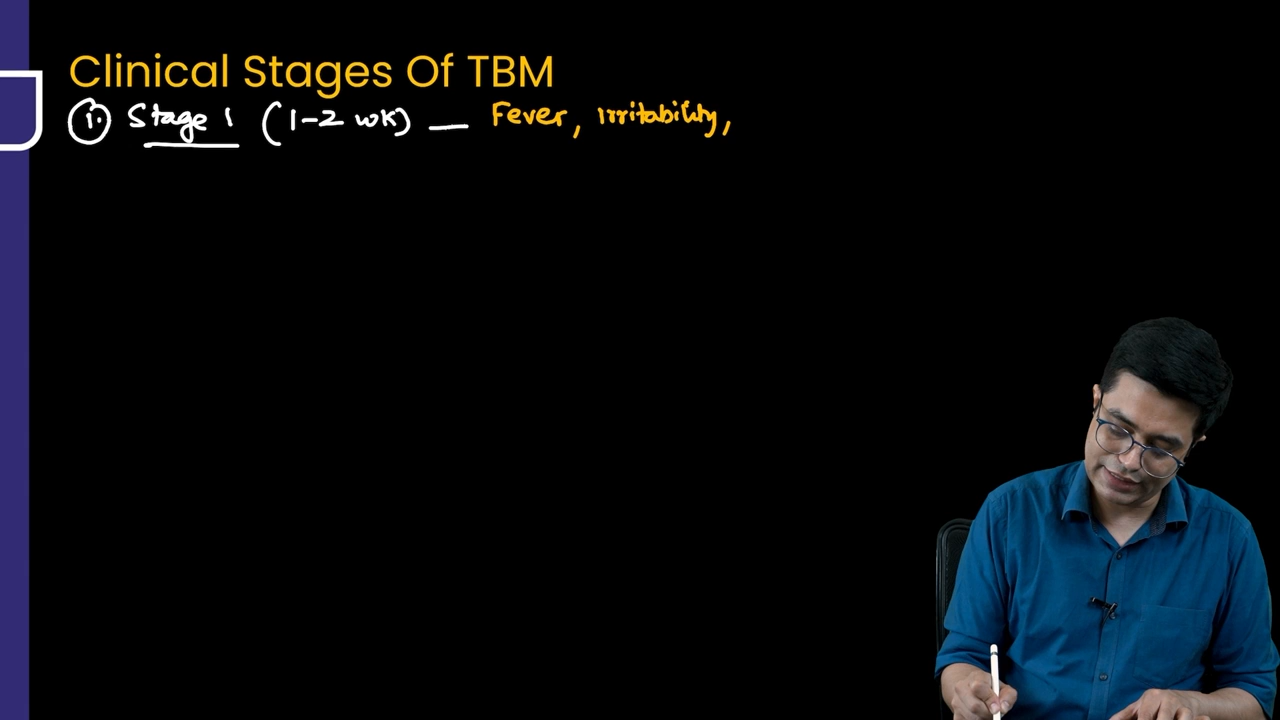 Clinical Stages Of TBM
1. Stage 1 (1-2 wk) — Fever, irritability,